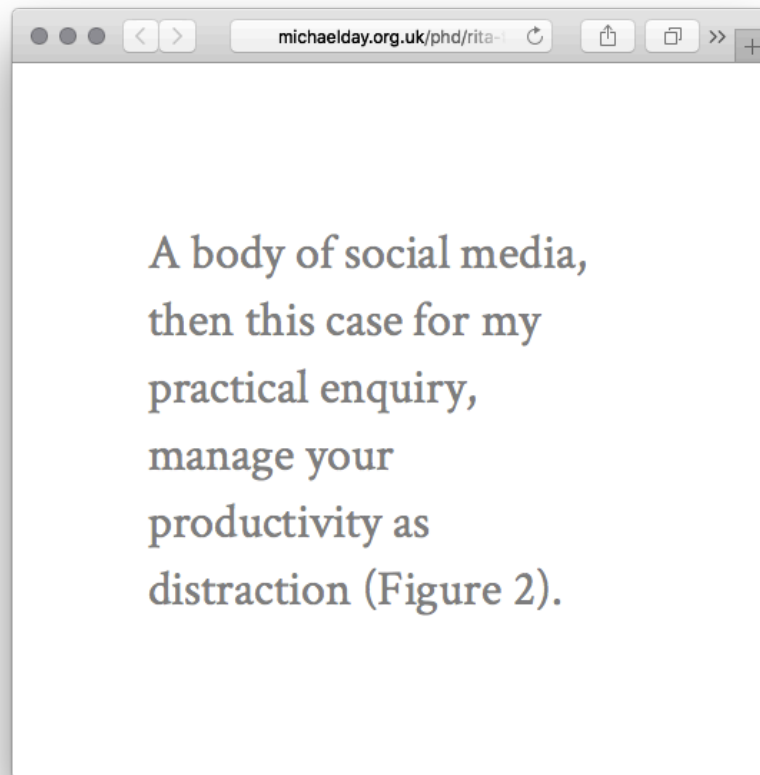 michaelday.org.uk/phd/rita-
A body of social media,
then this case for my
practical enquiry,
manage your
productivity as
distraction (Figure 2).